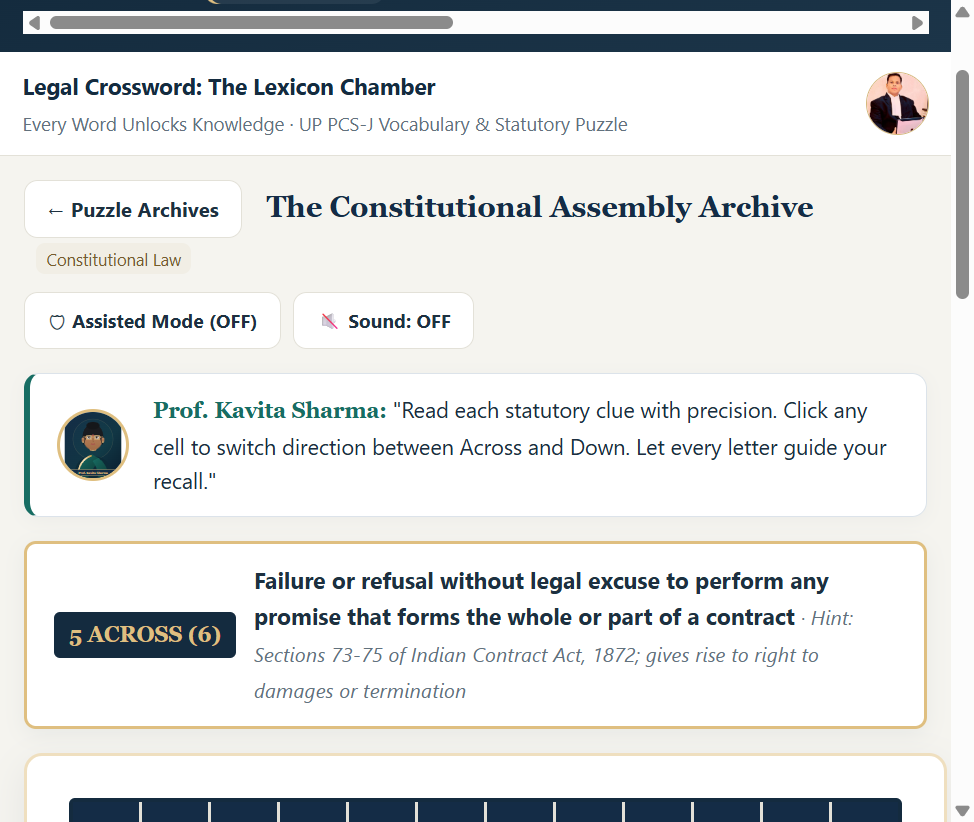 Legal Crossword: The Lexicon Chamber
Every Word Unlocks Knowledge · UP PCS-J Vocabulary & Statutory Puzzle
← Puzzle Archives
The Constitutional Assembly Archive
Constitutional Law
Assisted Mode (OFF)
Sound: OFF
Prof. Kavita Sharma: "Read each statutory clue with precision. Click any
cell to switch direction between Across and Down. Let every letter guide your
recall."
5 ACROSS (6)
Failure or refusal without legal excuse to perform any
promise that forms the whole or part of a contract · Hint:
Sections 73-75 of Indian Contract Act, 1872; gives rise to right to
damages or termination